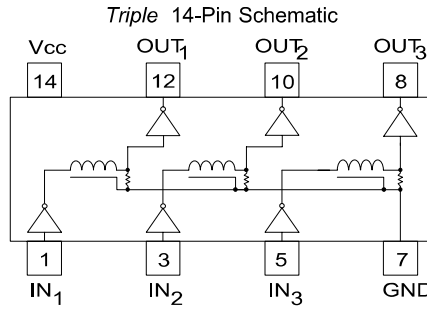 Triple 14-Pin Schematic
Vcc OUT1 OUT2 OUT3
14 12 10 8
1 3 5 7
IN1 IN2 IN3 GND